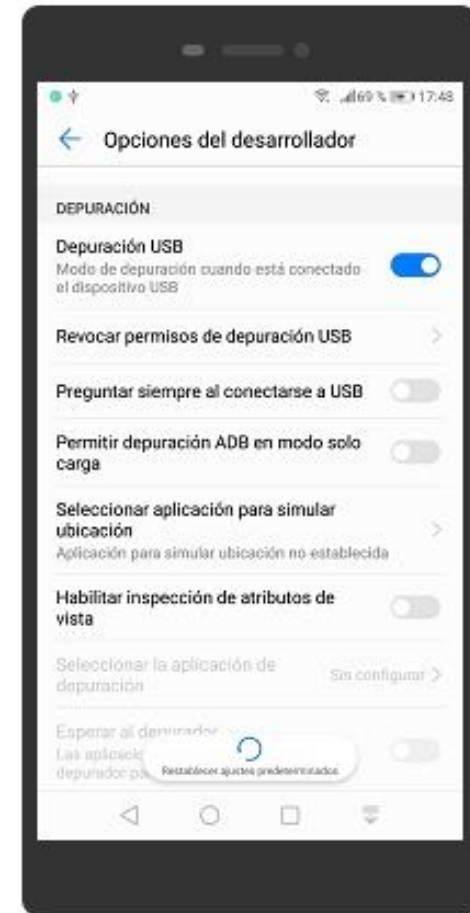 69 % 17:48
Opciones del desarrollador
DEPURACIÓN
Depuración USB
Modo de depuración cuando está conectado
el dispositivo USB
Revocar permisos de depuración USB
Preguntar siempre al conectarse a USB
Permitir depuración ADB en modo solo
carga
Seleccionar aplicación para simular
ubicación
Aplicación para simular ubicación no establecida
Habilitar inspección de atributos de
vista
Seleccionar la aplicación de
depuración
Sin configurar
Esperar al depurador
Las
depurador
Restablecer ajustes predeterminados